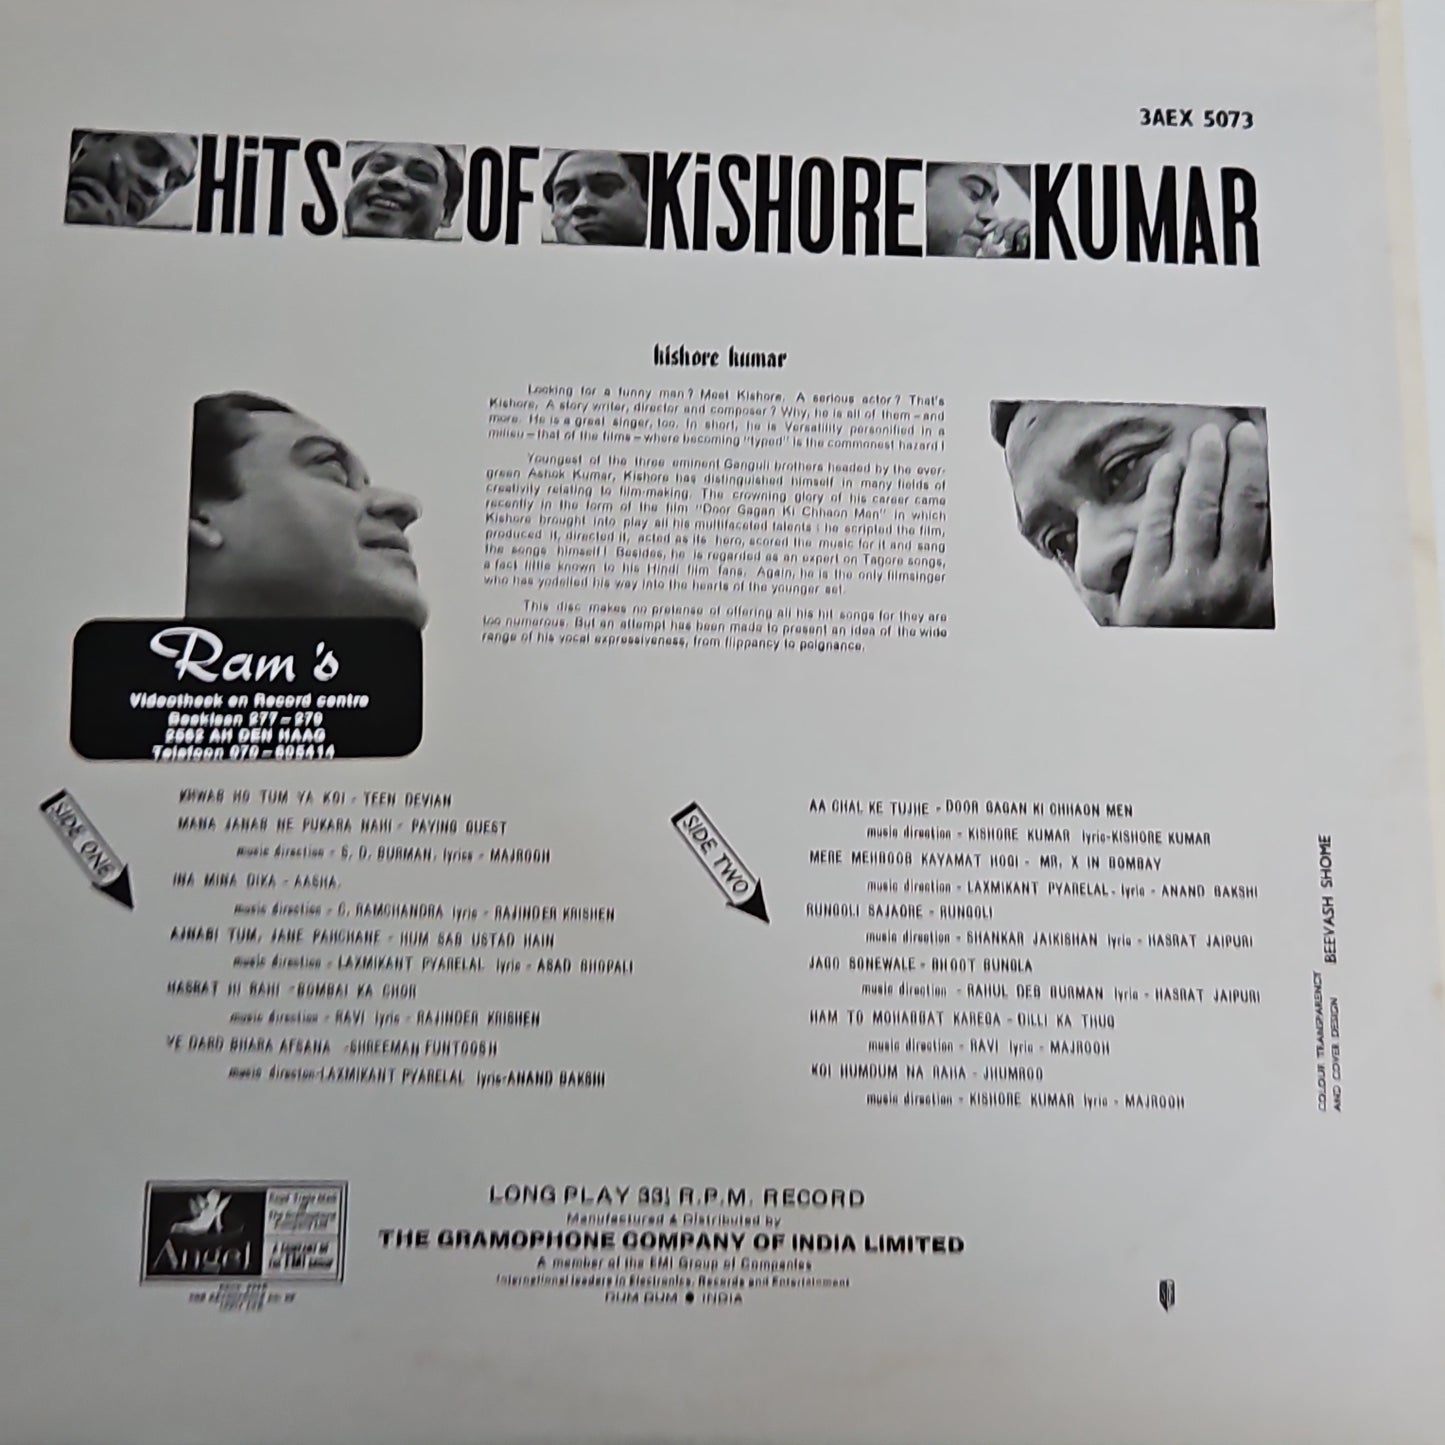 3AEX 5073
HiTS OF KiSHORE KUMAR
kishore kumar
Looking for a funny man? Meet Kishore. A serious actor? That's
Kishore. A story writer, director and composer? Why, he is all of them—and
more. He is a great singer, too. In short, he is Versatility personified in a
milieu—that of the films—where becoming "typed" is the commonest hazard!
Youngest of the three eminent Ganguli brothers headed by the ever-
green Ashok Kumar, Kishore has distinguished himself in many fields of
creativity relating to film-making. The crowning glory of his career came
recently in the form of the film "Door Gagan Ki Chhaon Men" in which
Kishore brought into play all his multifaceted talents: he scripted the film,
produced it, directed it, acted as its hero, scored the music for it and sang
the songs himself! Besides, he is regarded as an expert on Tagore songs,
a fact little known to his Hindi film fans. Again, he is the only filmsinger
who has yodelled his way into the hearts of the younger set.
This disc makes no pretense of offering all his hit songs for they are
too numerous. But an attempt has been made to present an idea of the wide
range of his vocal expressiveness, from flippancy to poignance.
Ram's
Videotheek en Record centre
Beeklaan 277-279
2562 AH DEN HAAG
Telefoon 070-605414
SIDE ONE
KHWAB HO TUM YA KOI - TEEN DEVIAN
MANA JANAB NE PUKARA NAHI - PAYING GUEST
music direction - S. D. BURMAN, lyrics - MAJROOH
INA MINA DIKA - AASHA.
music direction - C. RAMCHANDRA lyric - RAJINDER KRISHEN
AJNABI TUM, JANE PAHCHANE - HUM SAB USTAD HAIN
music direction - LAXMIKANT PYARELAL lyric - ASAD BHOPALI
HASRAT HI RAHI - BOMBAI KA CHOR
music direction - RAVI lyric - RAJINDER KRISHEN
YE DARD BHARA AFSANA - SHREEMAN FUNTOOSH
music direction-LAXMIKANT PYARELAL lyric-ANAND BAKSHI
SIDE TWO
AA CHAL KE TUJHE - DOOR GAGAN KI CHHAON MEN
music direction - KISHORE KUMAR lyric-KISHORE KUMAR
MERE MEHBOOB KAYAMAT HOGI - MR. X IN BOMBAY
music direction - LAXMIKANT PYARELAL - lyric - ANAND BAKSHI
RUNGOLI SAJAORE - RUNGOLI
music direction - SHANKAR JAIKISHAN lyric - HASRAT JAIPURI
JAGO SONEWALE - BHOOT BUNGLA
music direction - RAHUL DEB BURMAN lyric - HASRAT JAIPURI
HAM TO MOHABBAT KAREGA - DILLI KA THUG
music direction - RAVI lyric - MAJROOH
KOI HUMDUM NA RAHA - JHUMROO
music direction - KISHORE KUMAR lyric - MAJROOH
COLOUR TRANSPARENCY
AND COVER DESIGN BEEVASH SHOME
Angel
LONG PLAY 33⅓ R.P.M. RECORD
Manufactured & Distributed by
THE GRAMOPHONE COMPANY OF INDIA LIMITED
A member of the EMI Group of Companies
International leaders in Electronics, Records and Entertainment
DUM DUM ● INDIA